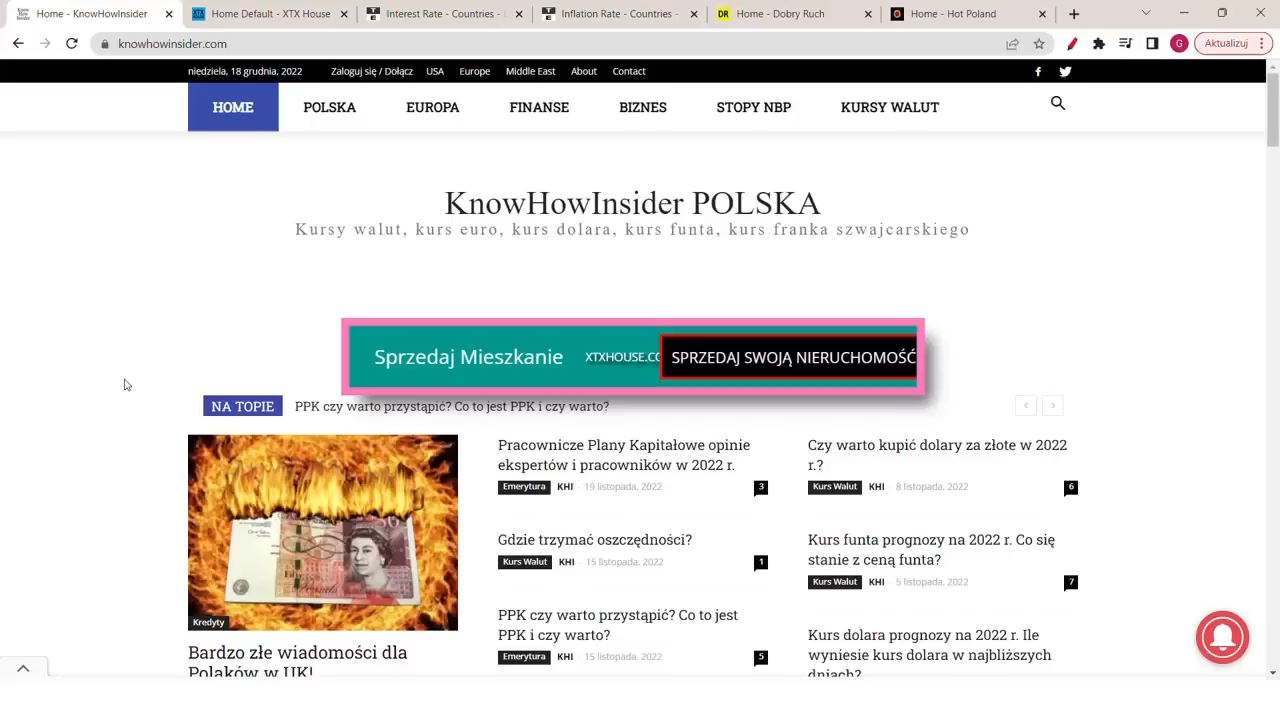 Home - KnowHowInsider
Home Default - XTX House
Interest Rate - Countries -
Inflation Rate - Countries -
DR
Home - Dobry Ruch
Home - Hot Poland
knowhowinsider.com
G
Aktualizuj
niedziela, 18 grudnia, 2022
Zaloguj się / Dołącz
USA
Europe
Middle East
About
Contact
HOME
POLSKA
EUROPA
FINANSE
BIZNES
STOPY NBP
KURSY WALUT
KnowHowInsider POLSKA
Kursy walut, kurs euro, kurs dolara, kurs funta, kurs franka szwajcarskiego
Sprzedaj Mieszkanie
XTXHOUSE.CO
SPRZEDAJ SWOJĄ NIERUCHOMOŚĆ
NA TOPIE
PPK czy warto przystąpić? Co to jest PPK i czy warto?
Kredyty
Bardzo złe wiadomości dla
Polaków w UK!
Pracownicze Plany Kapitałowe opinie
ekspertów i pracowników w 2022 r.
Emerytura KHI - 19 listopada, 2022 3
Gdzie trzymać oszczędności?
Kurs Walut KHI - 15 listopada, 2022 1
PPK czy warto przystąpić? Co to jest
PPK i czy warto?
Emerytura KHI - 15 listopada, 2022 5
Czy warto kupić dolary za złote w 2022
r.?
Kurs Walut KHI - 8 listopada, 2022 6
Kurs funta prognozy na 2022 r. Co się
stanie z ceną funta?
Kurs Walut KHI - 5 listopada, 2022 7
Kurs dolara prognozy na 2022 r. Ile
wyniesie kurs dolara w najbliższych
dniach?